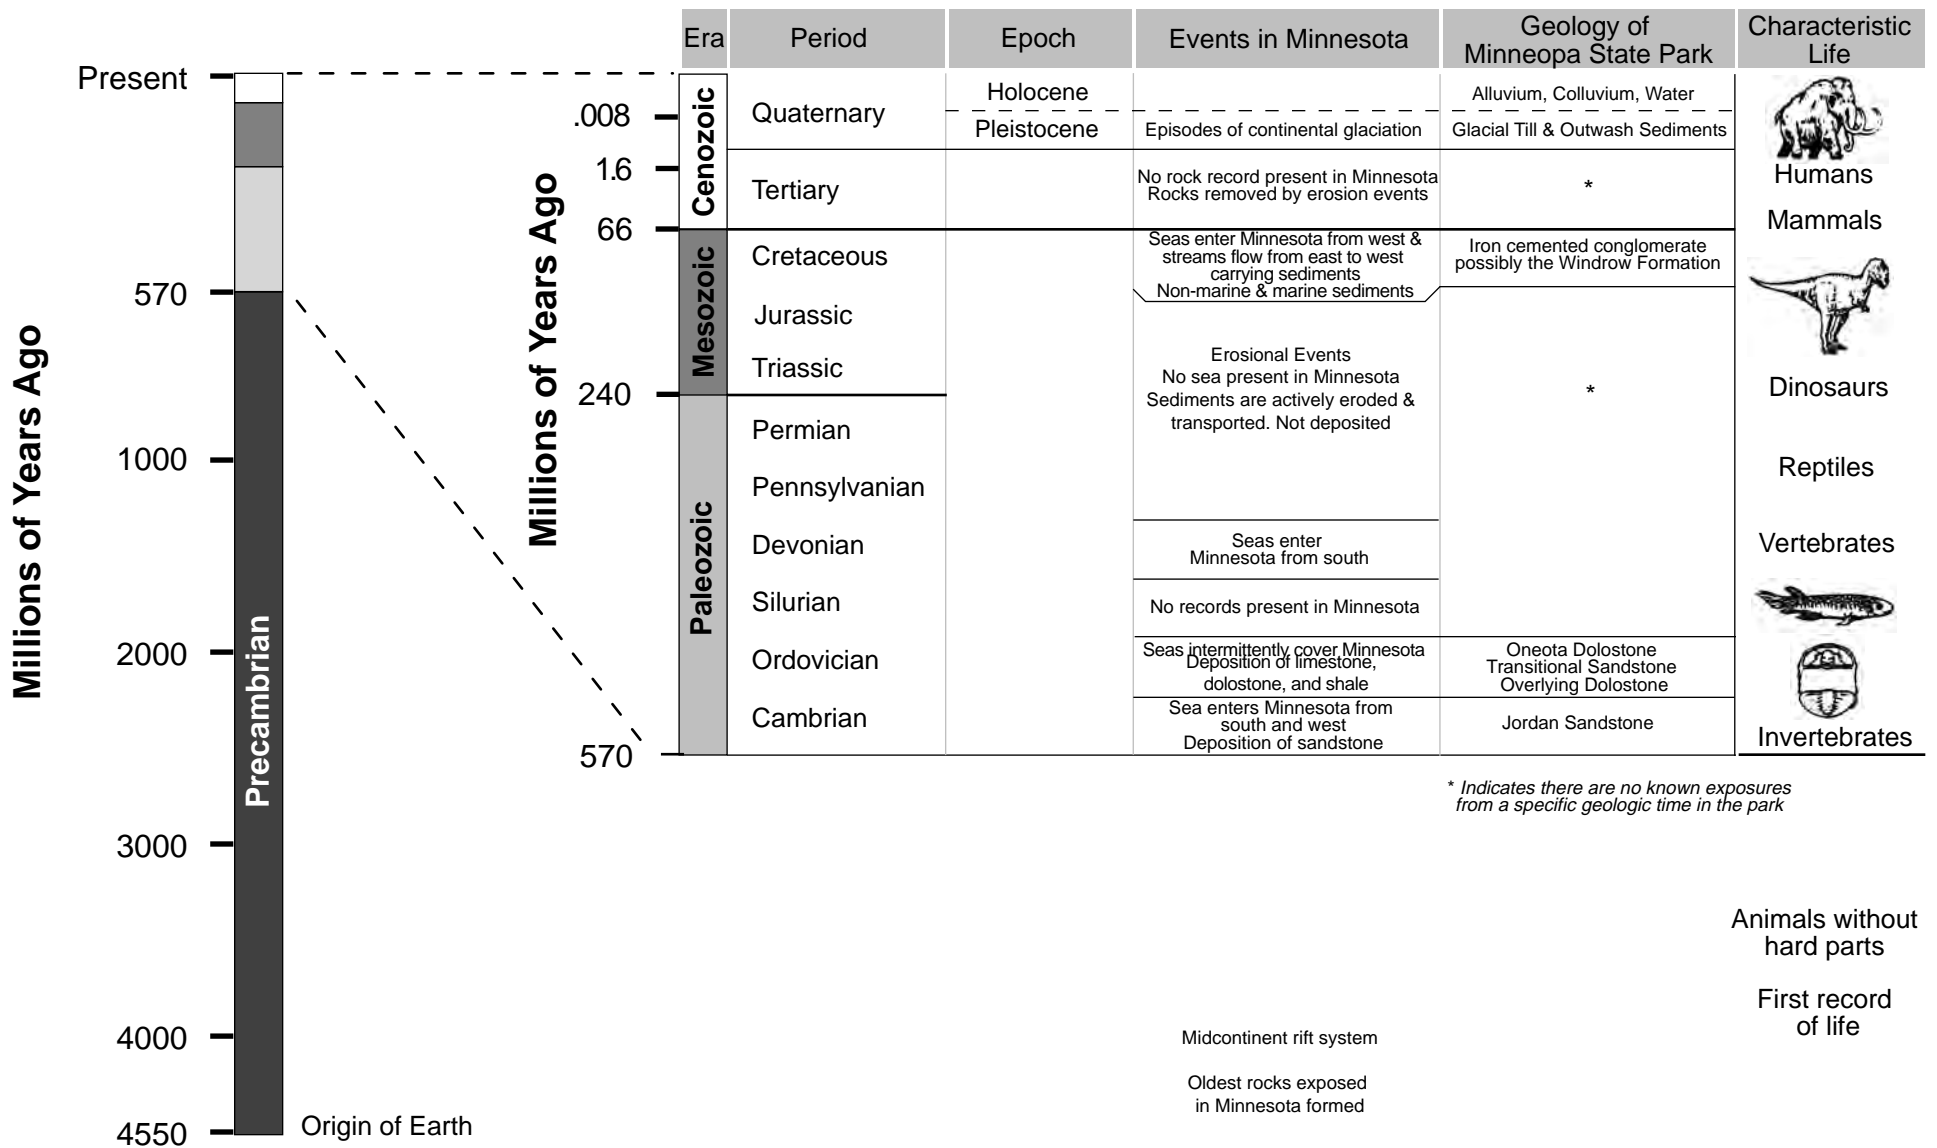 Era
Period
Epoch
Events in Minnesota
Geology of
Minneopa State Park
Characteristic
Life
Millions of Years Ago
Present
570
1000
2000
3000
4000
4550
Precambrian
Origin of Earth
Millions of Years Ago
.008
1.6
66
240
570
Cenozoic
Mesozoic
Paleozoic
Quaternary
Tertiary
Cretaceous
Jurassic
Triassic
Permian
Pennsylvanian
Devonian
Silurian
Ordovician
Cambrian
Holocene
Pleistocene
Episodes of continental glaciation
No rock record present in Minnesota
Rocks removed by erosion events
Seas enter Minnesota from west &
streams flow from east to west
carrying sediments
Non-marine & marine sediments
Erosional Events
No sea present in Minnesota
Sediments are actively eroded &
transported. Not deposited
Seas enter
Minnesota from south
No records present in Minnesota
Seas intermittently cover Minnesota
Deposition of limestone,
dolostone, and shale
Sea enters Minnesota from
south and west
Deposition of sandstone
Midcontinent rift system
Oldest rocks exposed
in Minnesota formed
Alluvium, Colluvium, Water
Glacial Till & Outwash Sediments
*
Iron cemented conglomerate
possibly the Windrow Formation
*
Oneota Dolostone
Transitional Sandstone
Overlying Dolostone
Jordan Sandstone
* Indicates there are no known exposures
from a specific geologic time in the park
Humans
Mammals
Dinosaurs
Reptiles
Vertebrates
Invertebrates
Animals without
hard parts
First record
of life